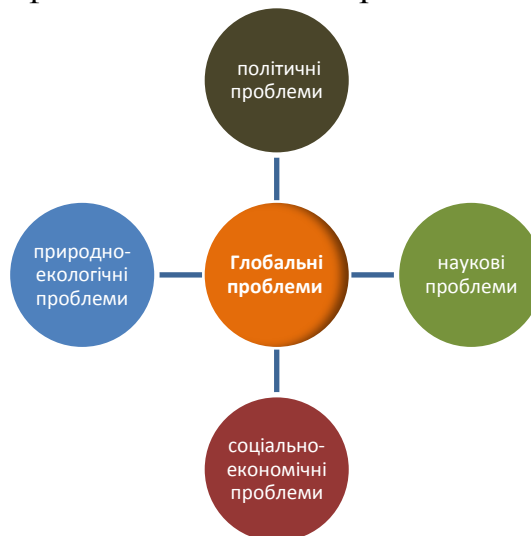 політичні
проблеми
природно-
екологічні
проблеми
Глобальні
проблеми
наукові
проблеми
соціально-
економічні
проблеми